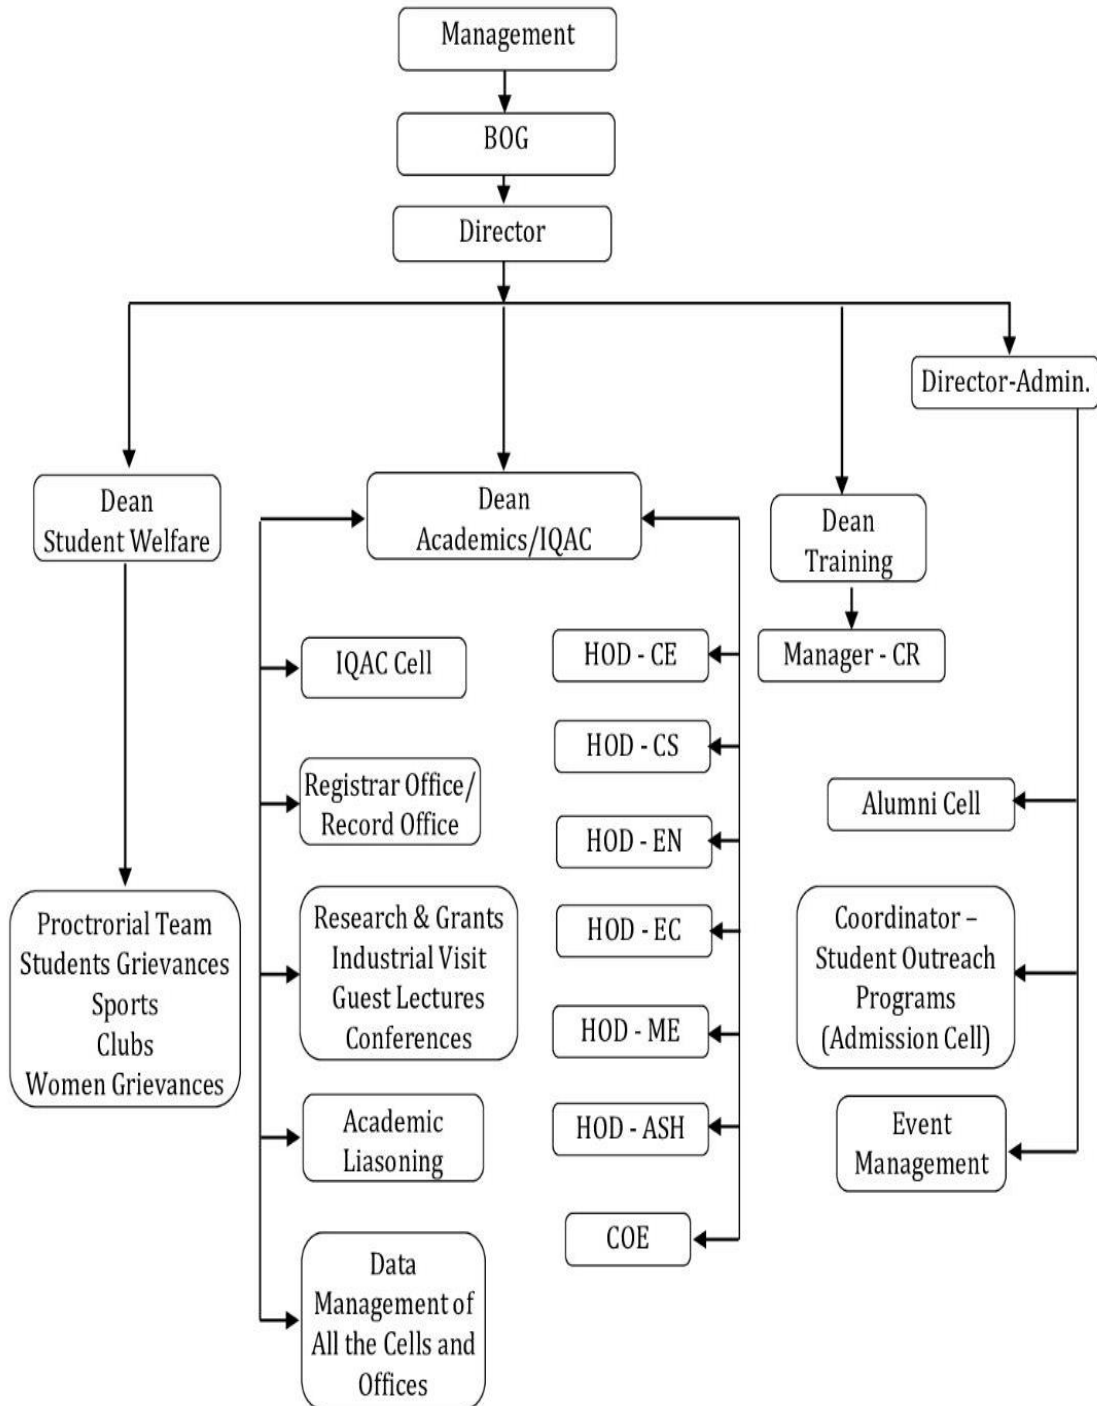 Management
BOG
Director
Director-Admin.
Dean
Student Welfare
Dean
Academics/IQAC
Dean
Training
Manager - CR
IQAC Cell
Registrar Office/
Record Office
Research & Grants
Industrial Visit
Guest Lectures
Conferences
Academic
Liasoning
Data
Management of
All the Cells and
Offices
HOD - CE
HOD - CS
HOD - EN
HOD - EC
HOD - ME
HOD - ASH
COE
Proctrorial Team
Students Grievances
Sports
Clubs
Women Grievances
Alumni Cell
Coordinator –
Student Outreach
Programs
(Admission Cell)
Event
Management